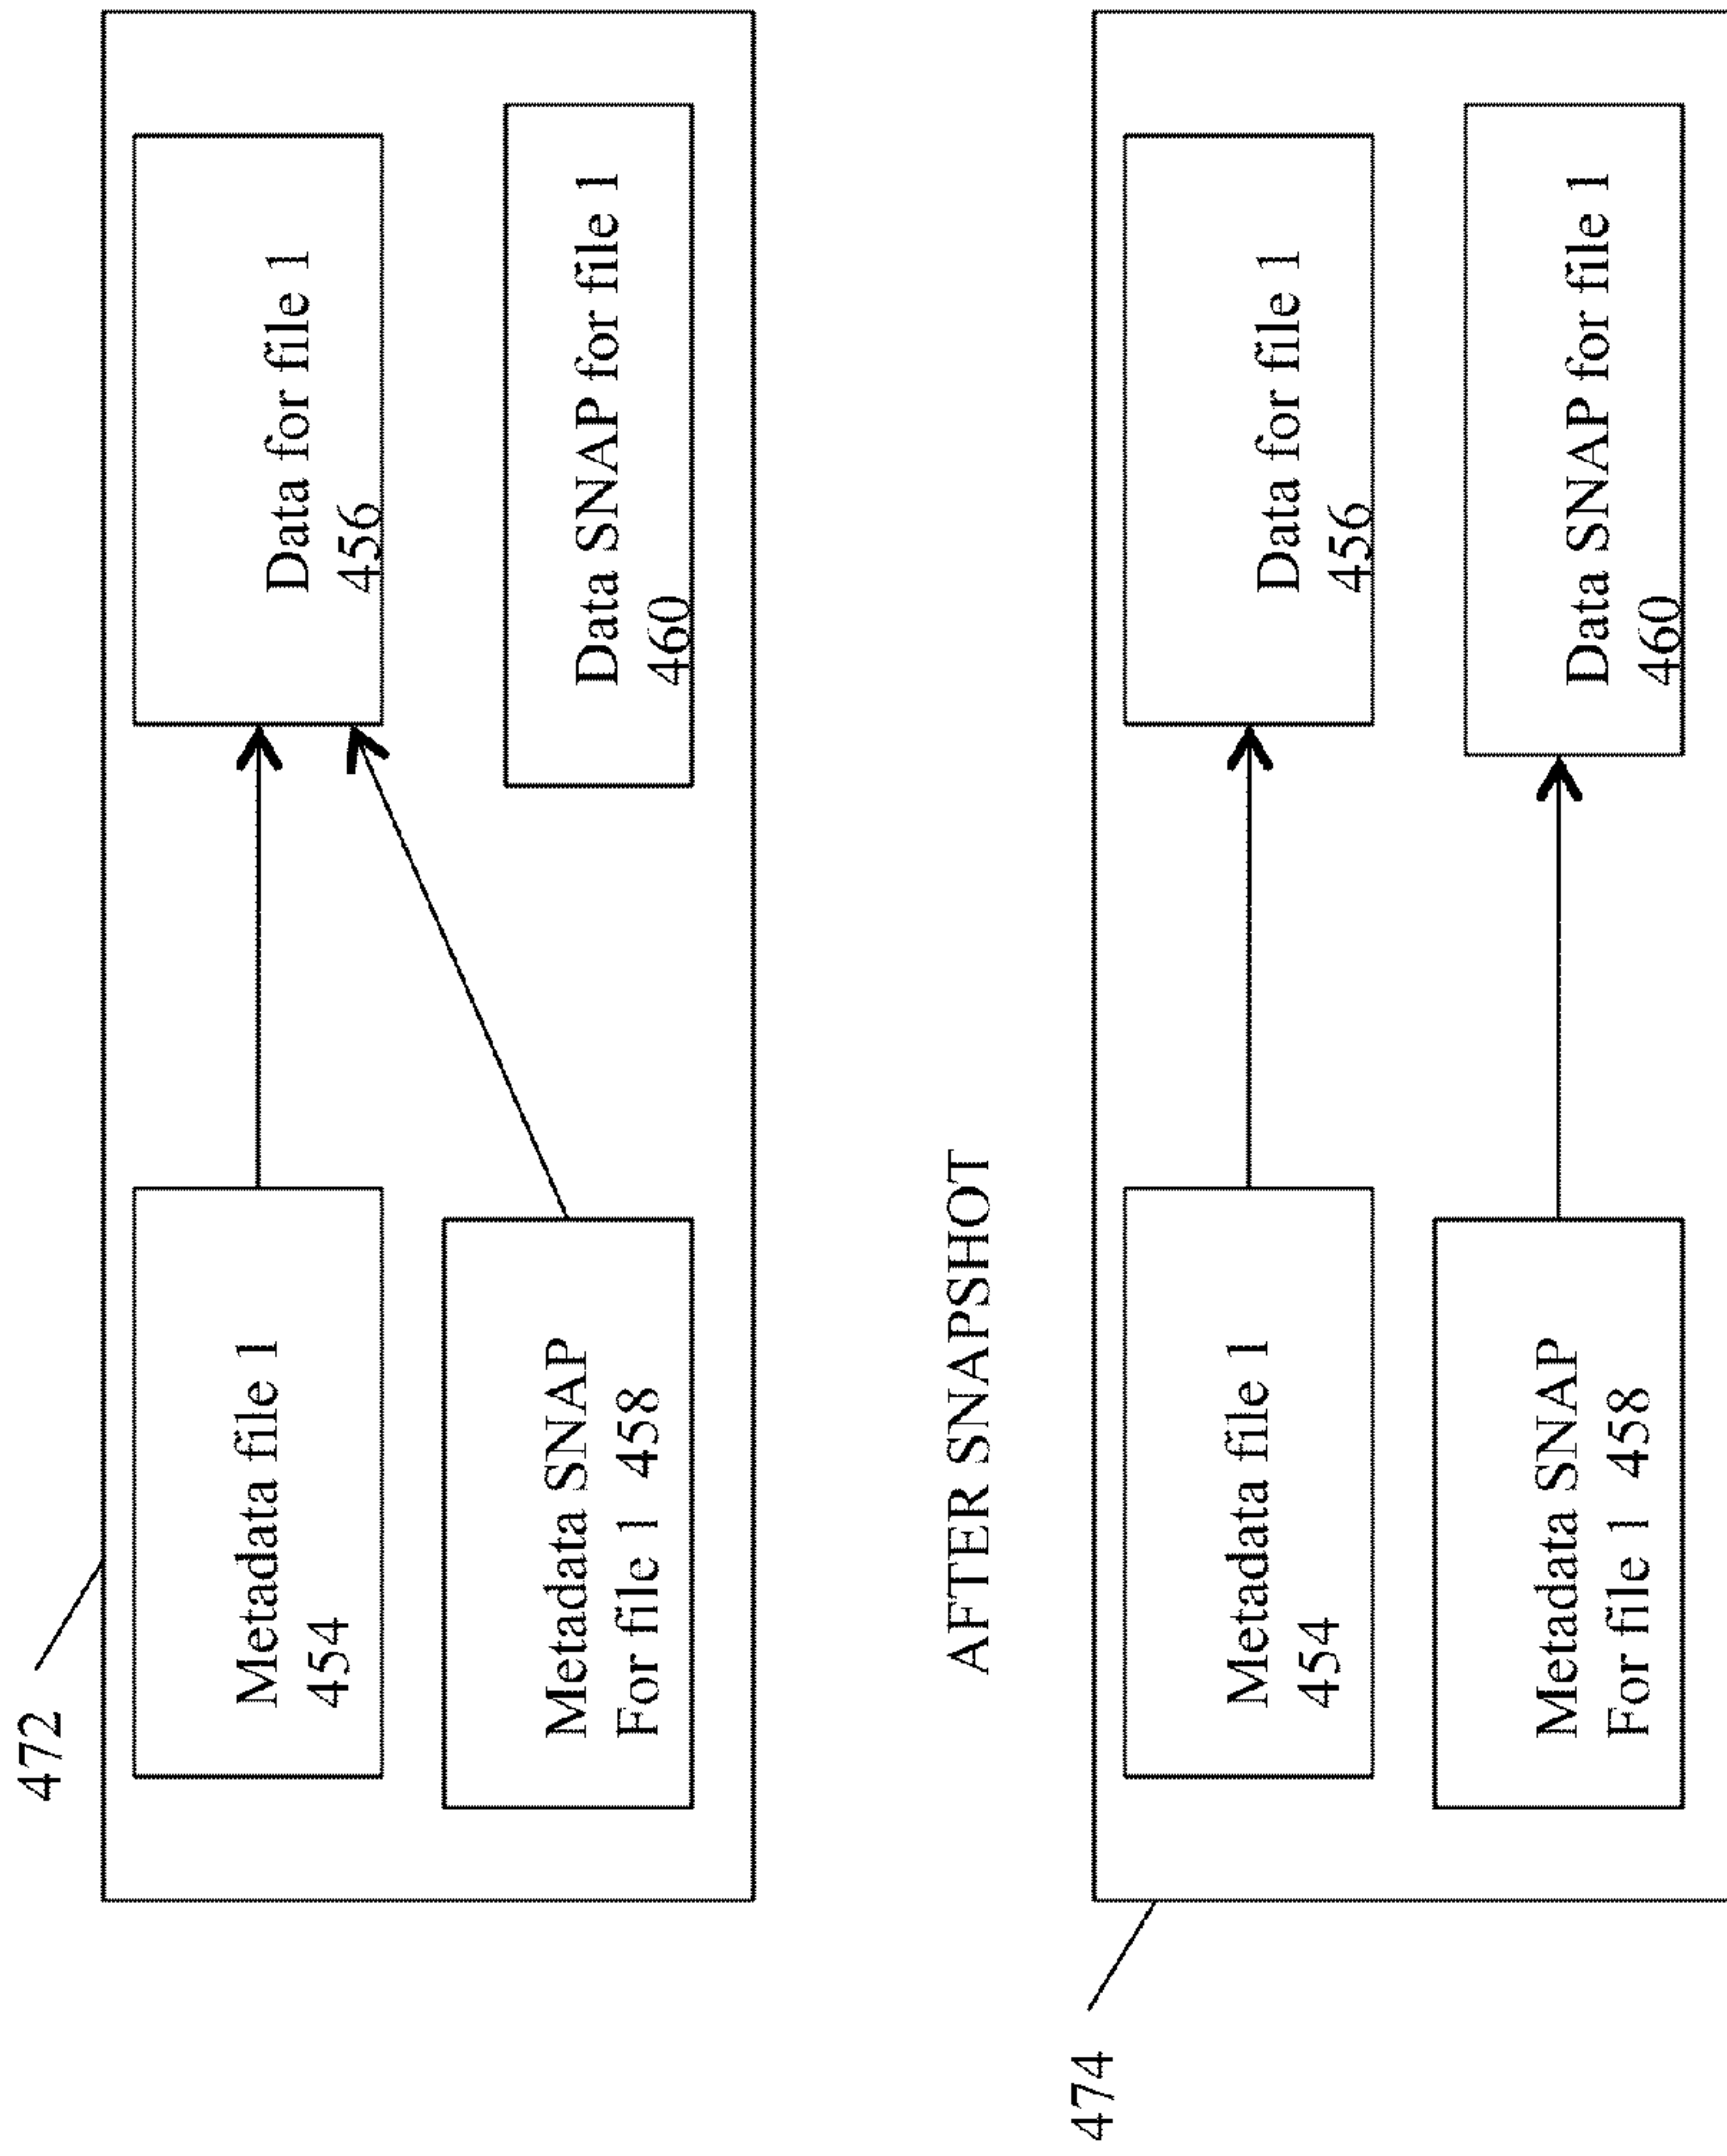 472
Metadata file 1
454
Data for file 1
456
Metadata SNAP
For file 1 458
Data SNAP for file 1
460
AFTER SNAPSHOT
474
Metadata file 1
454
Data for file 1
456
Metadata SNAP
For file 1 458
Data SNAP for file 1
460